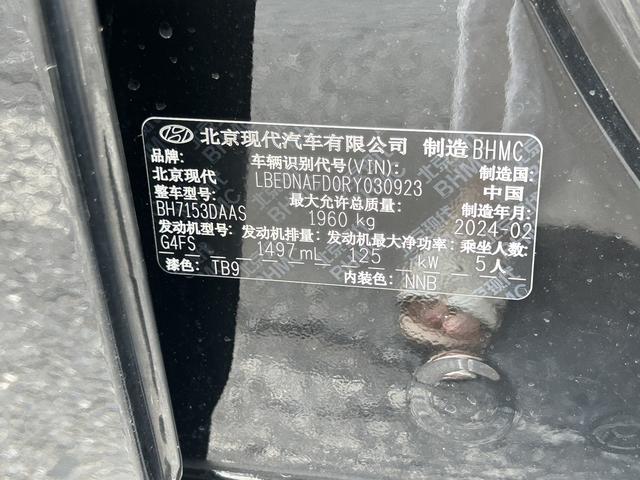 北京现代汽车有限公司 制造 BHMC
品牌: 车辆识别代号(VIN): 制造国:
北京现代 LBEDNAFD0RY030923 中国
整车型号: 最大允许总质量: 制造年月:
BH7153DAAS 1960 kg 2024-02
发动机型号: 发动机排量: 发动机最大净功率: 乘坐人数:
G4FS 1497 mL 125 kW 5 人
漆色: TB9 内装色: NNB